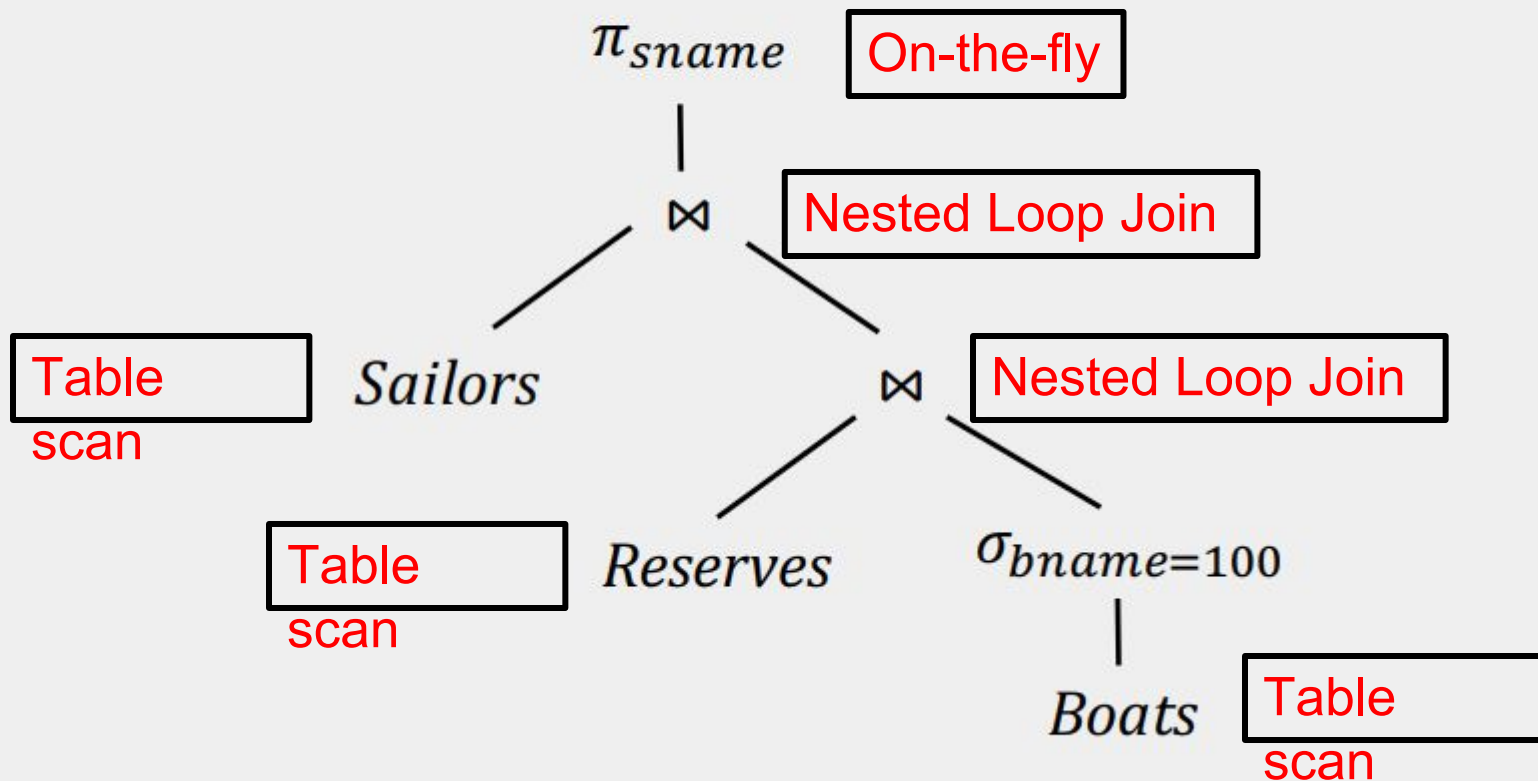 π_sname On-the-fly
⋈ Nested Loop Join
Table
scan
Sailors
⋈ Nested Loop Join
Table
scan
Reserves
σ_bname=100
Boats
Table
scan